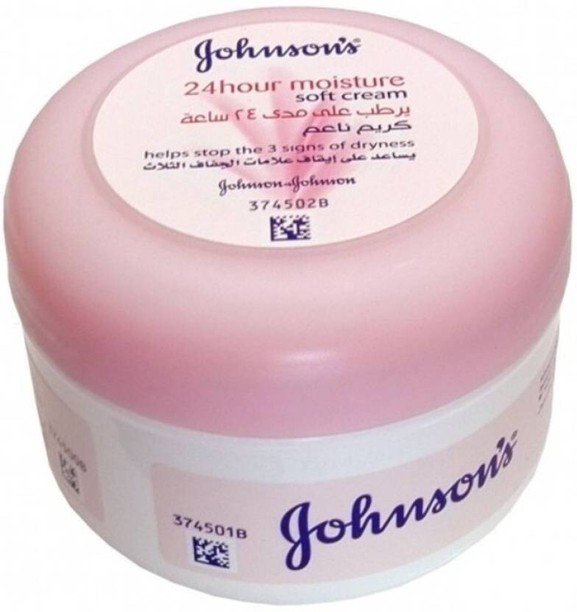 Johnson's®
24hour moisture
soft cream
يرطب على مدى ٢٤ ساعة
كريم ناعم
helps stop the 3 signs of dryness
يساعد على إيقاف علامات الجفاف الثلاث
Johnson & Johnson
374502B
374501B
Johnson's®